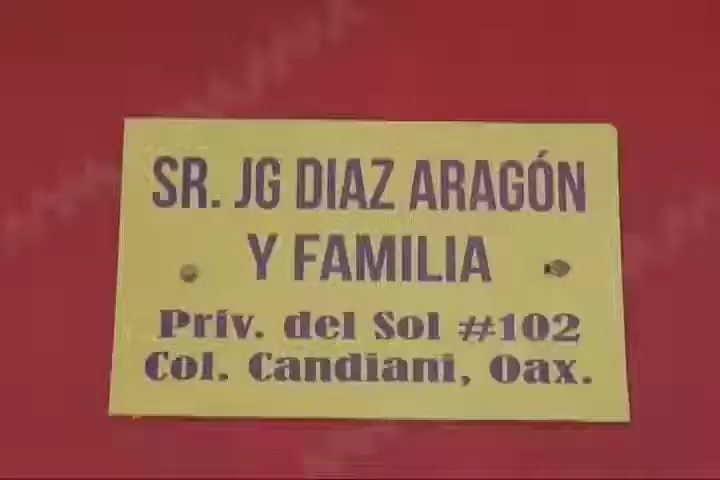 SR. JG DIAZ ARAGÓN
Y FAMILIA
Priv. del Sol #102
Col. Candiani, Oax.